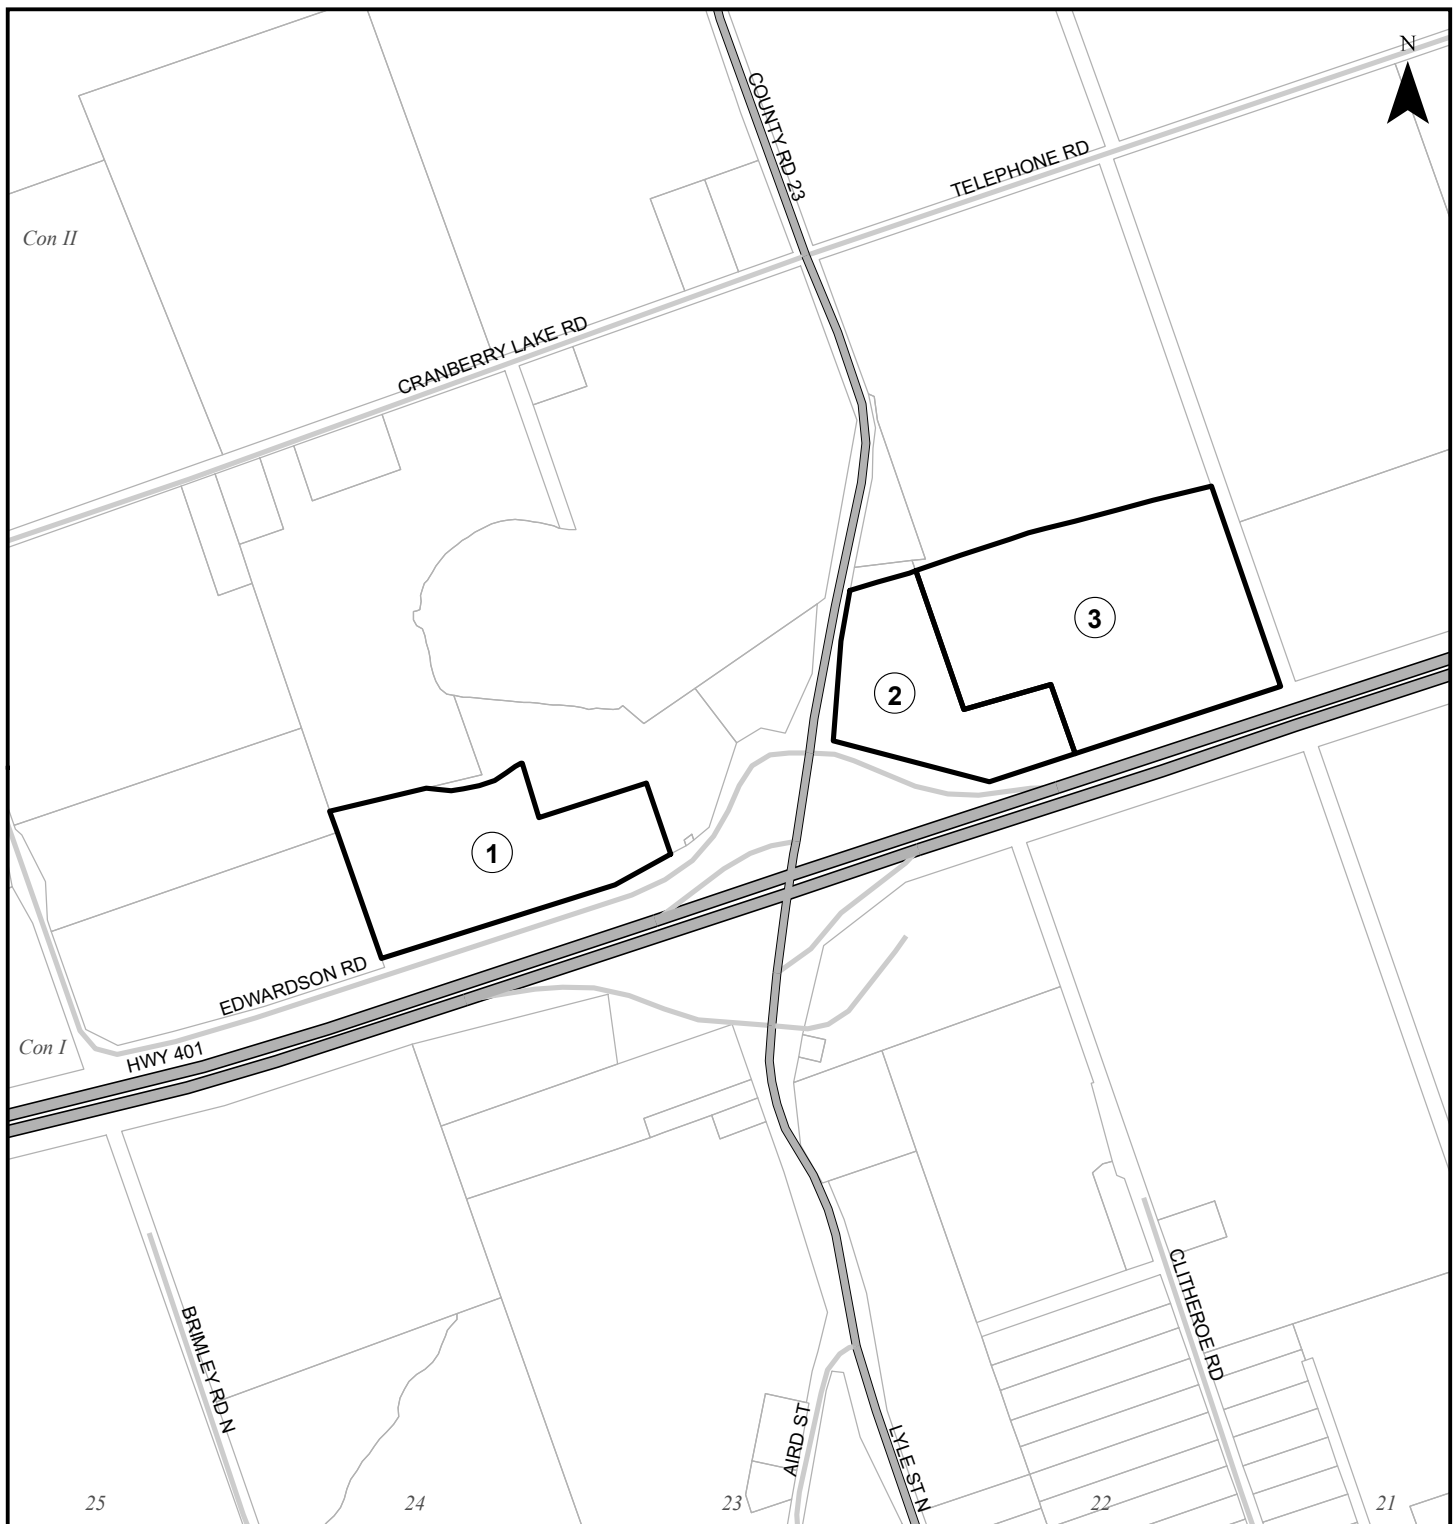 N
COUNTY RD 23
TELEPHONE RD
Con II
CRANBERRY LAKE RD
3
2
1
EDWARDSON RD
Con I
HWY 401
CLITHEROE RD
BRIMLEY RD N
AIRD ST
LYLE ST N
25
24
23
22
21